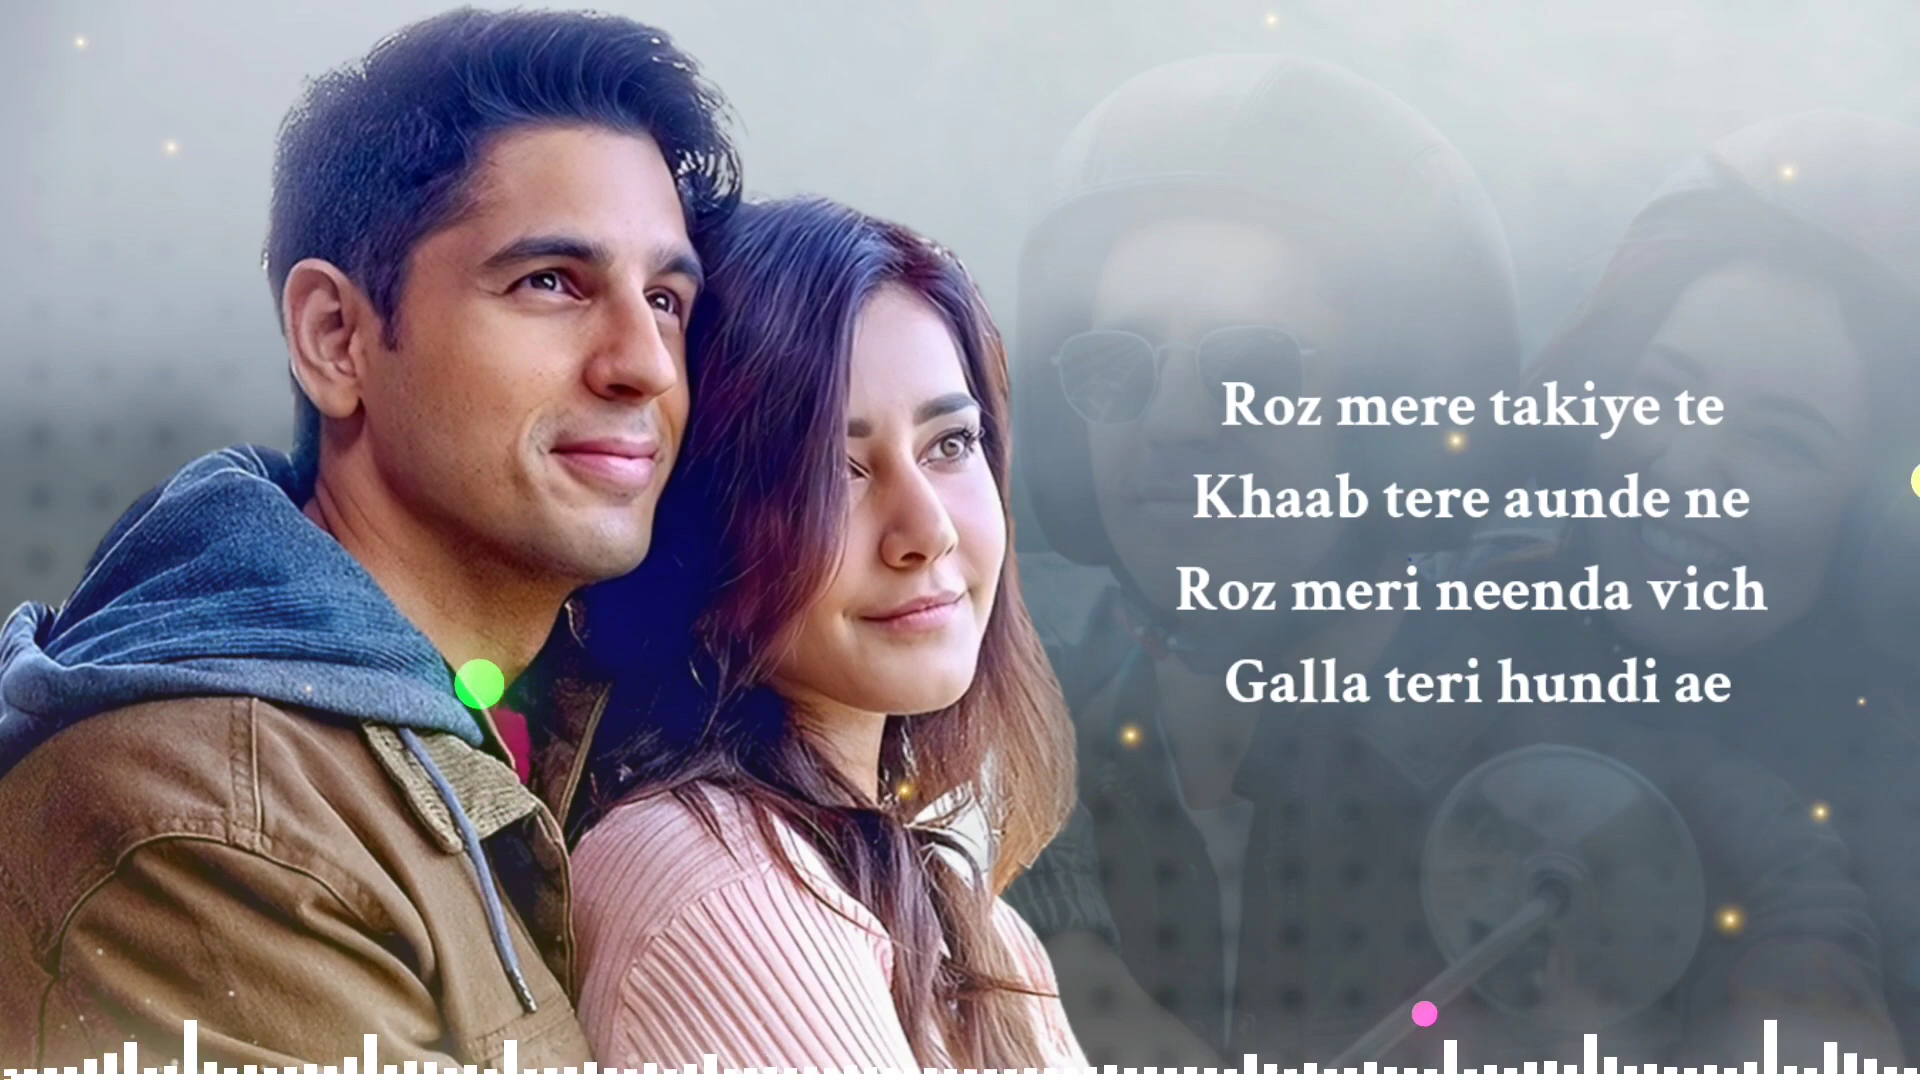 Roz mere takiye te
Khaab tere aunde ne
Roz meri neenda vich
Galla teri hundi ae